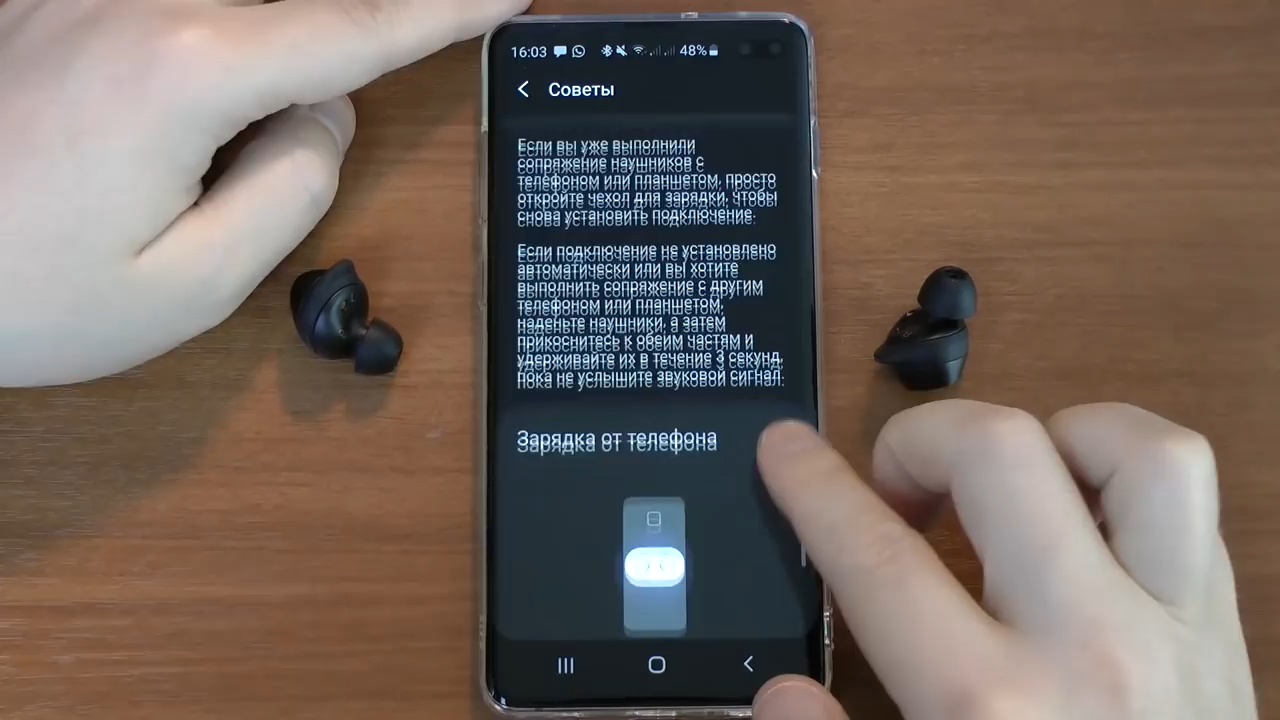 16:03 48%
Советы
Если вы уже выполнили
сопряжение наушников с
телефоном или планшетом, просто
откройте чехол для зарядки, чтобы
снова установить подключение.
Если подключение не установлено
автоматически или вы хотите
выполнить сопряжение с другим
телефоном или планшетом,
наденьте наушники, а затем
прикоснитесь к обеим частям и
удерживайте их в течение 3 секунд,
пока не услышите звуковой сигнал.
Зарядка от телефона